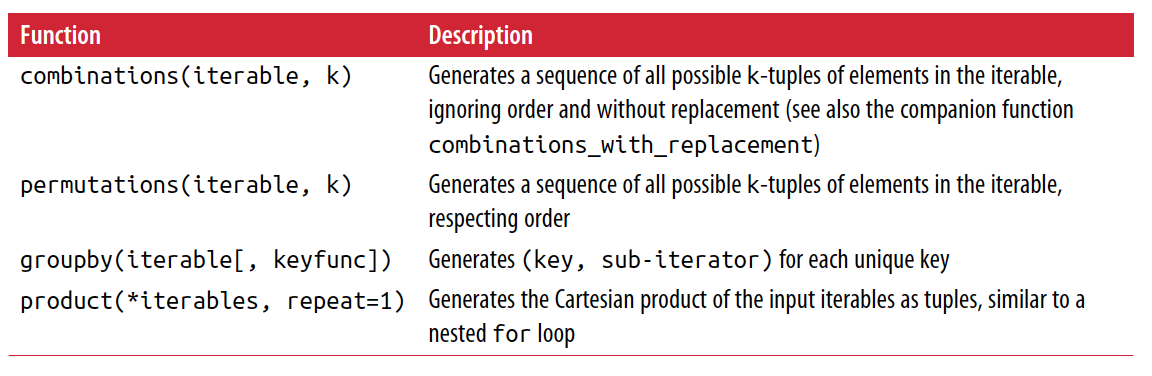 Function Description
combinations(iterable, k) Generates a sequence of all possible k-tuples of elements in the iterable,
ignoring order and without replacement (see also the companion function
combinations_with_replacement)
permutations(iterable, k) Generates a sequence of all possible k-tuples of elements in the iterable,
respecting order
groupby(iterable[, keyfunc]) Generates (key, sub-iterator) for each unique key
product(*iterables, repeat=1) Generates the Cartesian product of the input iterables as tuples, similar to a
nested for loop